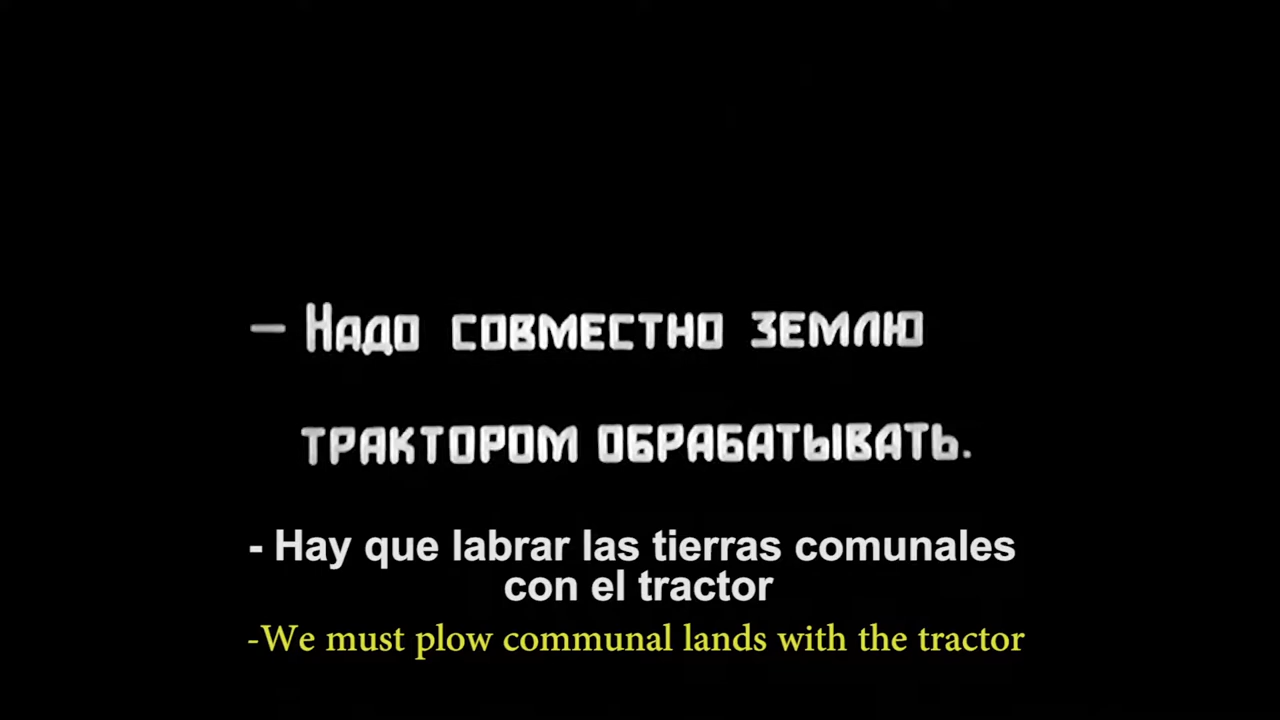 — Надо совместно землю
трактором обрабатывать.
- Hay que labrar las tierras comunales
con el tractor
-We must plow communal lands with the tractor